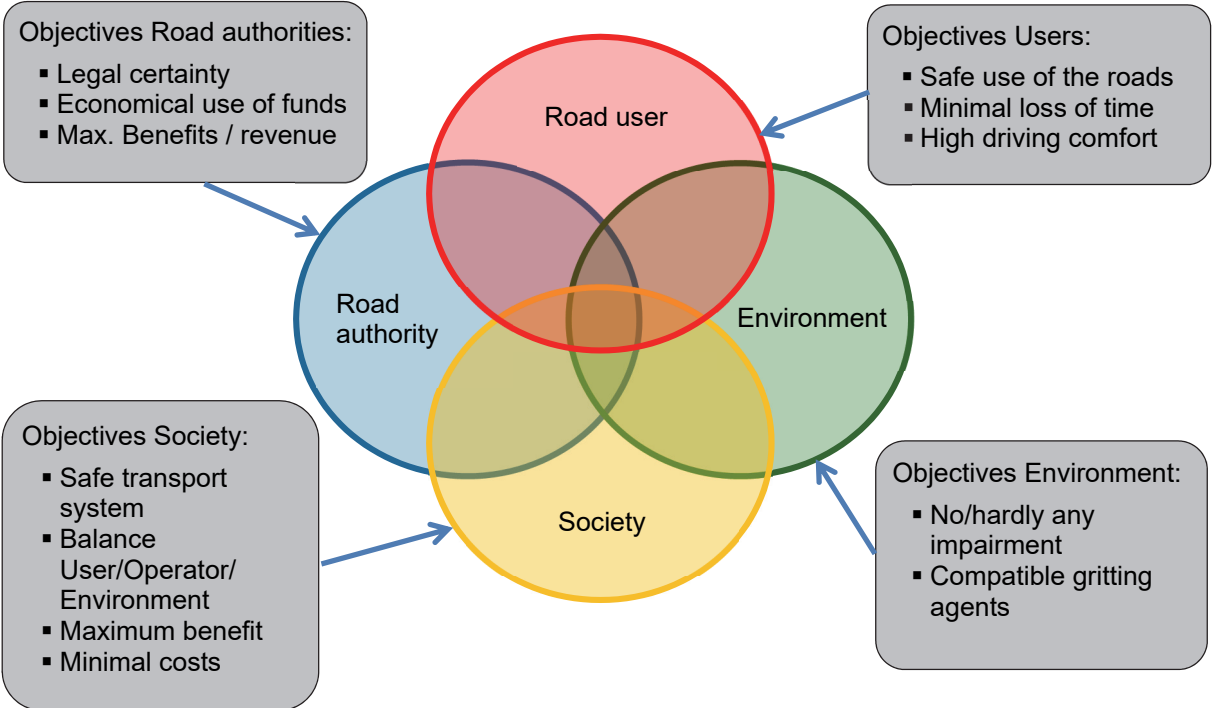 Objectives Road authorities:
▪ Legal certainty
▪ Economical use of funds
▪ Max. Benefits / revenue
Objectives Users:
▪ Safe use of the roads
▪ Minimal loss of time
▪ High driving comfort
Road user
Road
authority
Environment
Society
Objectives Society:
▪ Safe transport
system
▪ Balance
User/Operator/
Environment
▪ Maximum benefit
▪ Minimal costs
Objectives Environment:
▪ No/hardly any
impairment
▪ Compatible gritting
agents